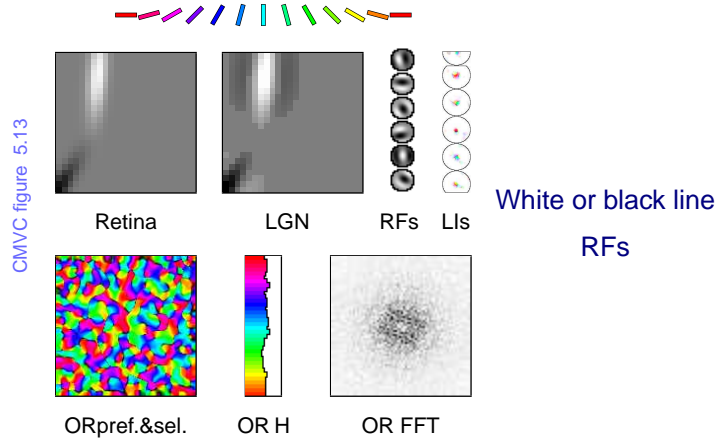 CMVC figure 5.13
Retina
LGN
RFs
LIs
White or black line
RFs
ORpref.&sel.
OR H
OR FFT